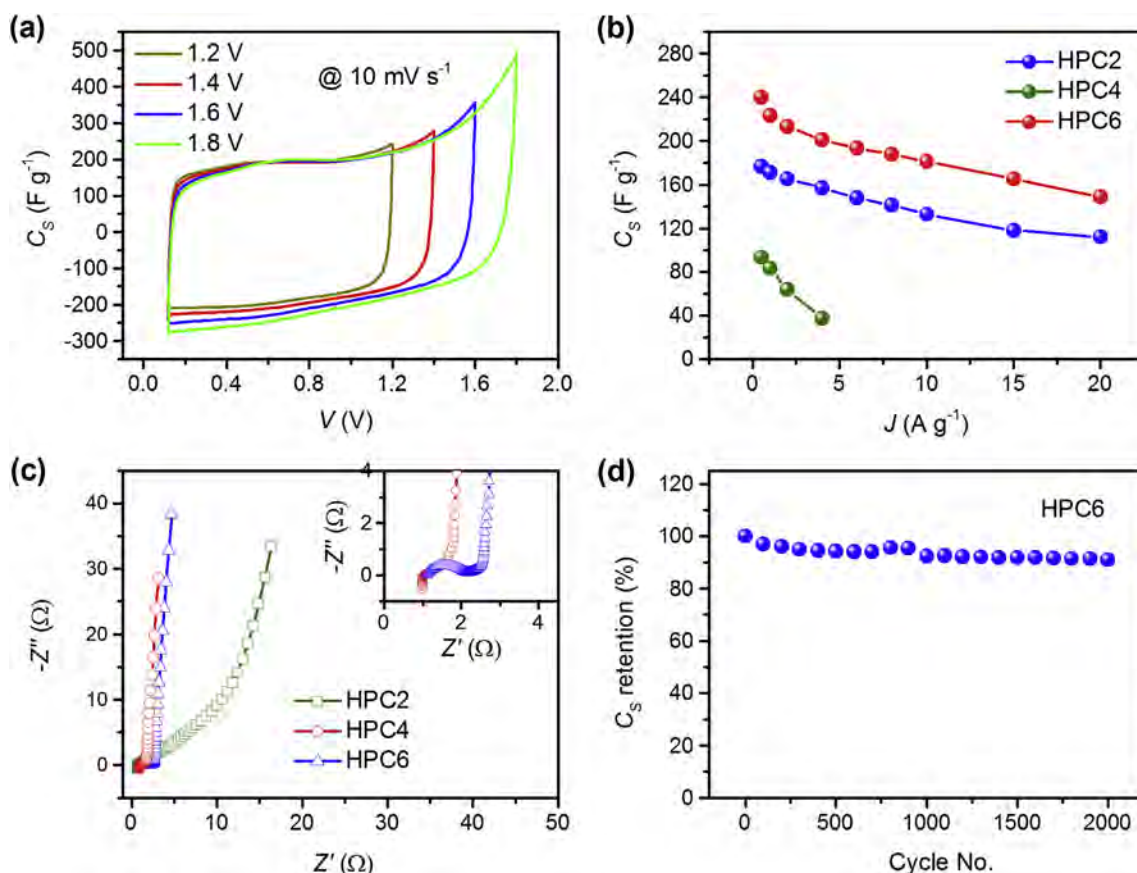 (a)
500
400
300
200
100
0
-100
-200
-300
C_S (F g⁻¹)
1.2 V
1.4 V
1.6 V
1.8 V
@ 10 mV s⁻¹
0.0 0.4 0.8 1.2 1.6 2.0
V (V)
(b)
280
240
200
160
120
80
40
0
C_S (F g⁻¹)
HPC2
HPC4
HPC6
0 5 10 15 20
J (A g⁻¹)
(c)
40
30
20
10
0
-Z″ (Ω)
HPC2
HPC4
HPC6
0 10 20 30 40 50
Z′ (Ω)
4
2
0
-Z″ (Ω)
0 2 4
Z′ (Ω)
(d)
120
100
80
60
40
20
0
C_S retention (%)
HPC6
0 500 1000 1500 2000
Cycle No.